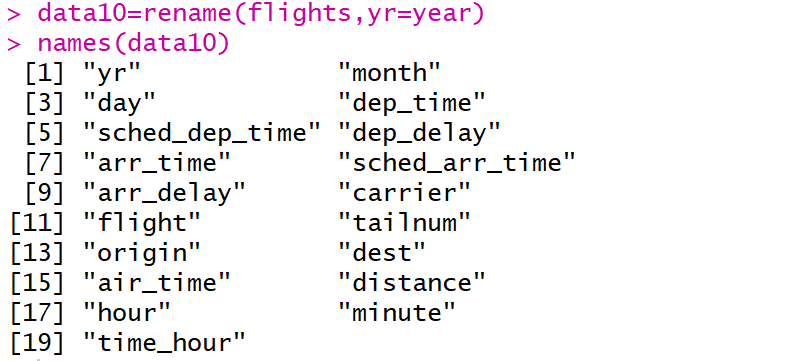 > data10=rename(flights,yr=year)
> names(data10)
[1] "yr" "month"
[3] "day" "dep_time"
[5] "sched_dep_time" "dep_delay"
[7] "arr_time" "sched_arr_time"
[9] "arr_delay" "carrier"
[11] "flight" "tailnum"
[13] "origin" "dest"
[15] "air_time" "distance"
[17] "hour" "minute"
[19] "time_hour"